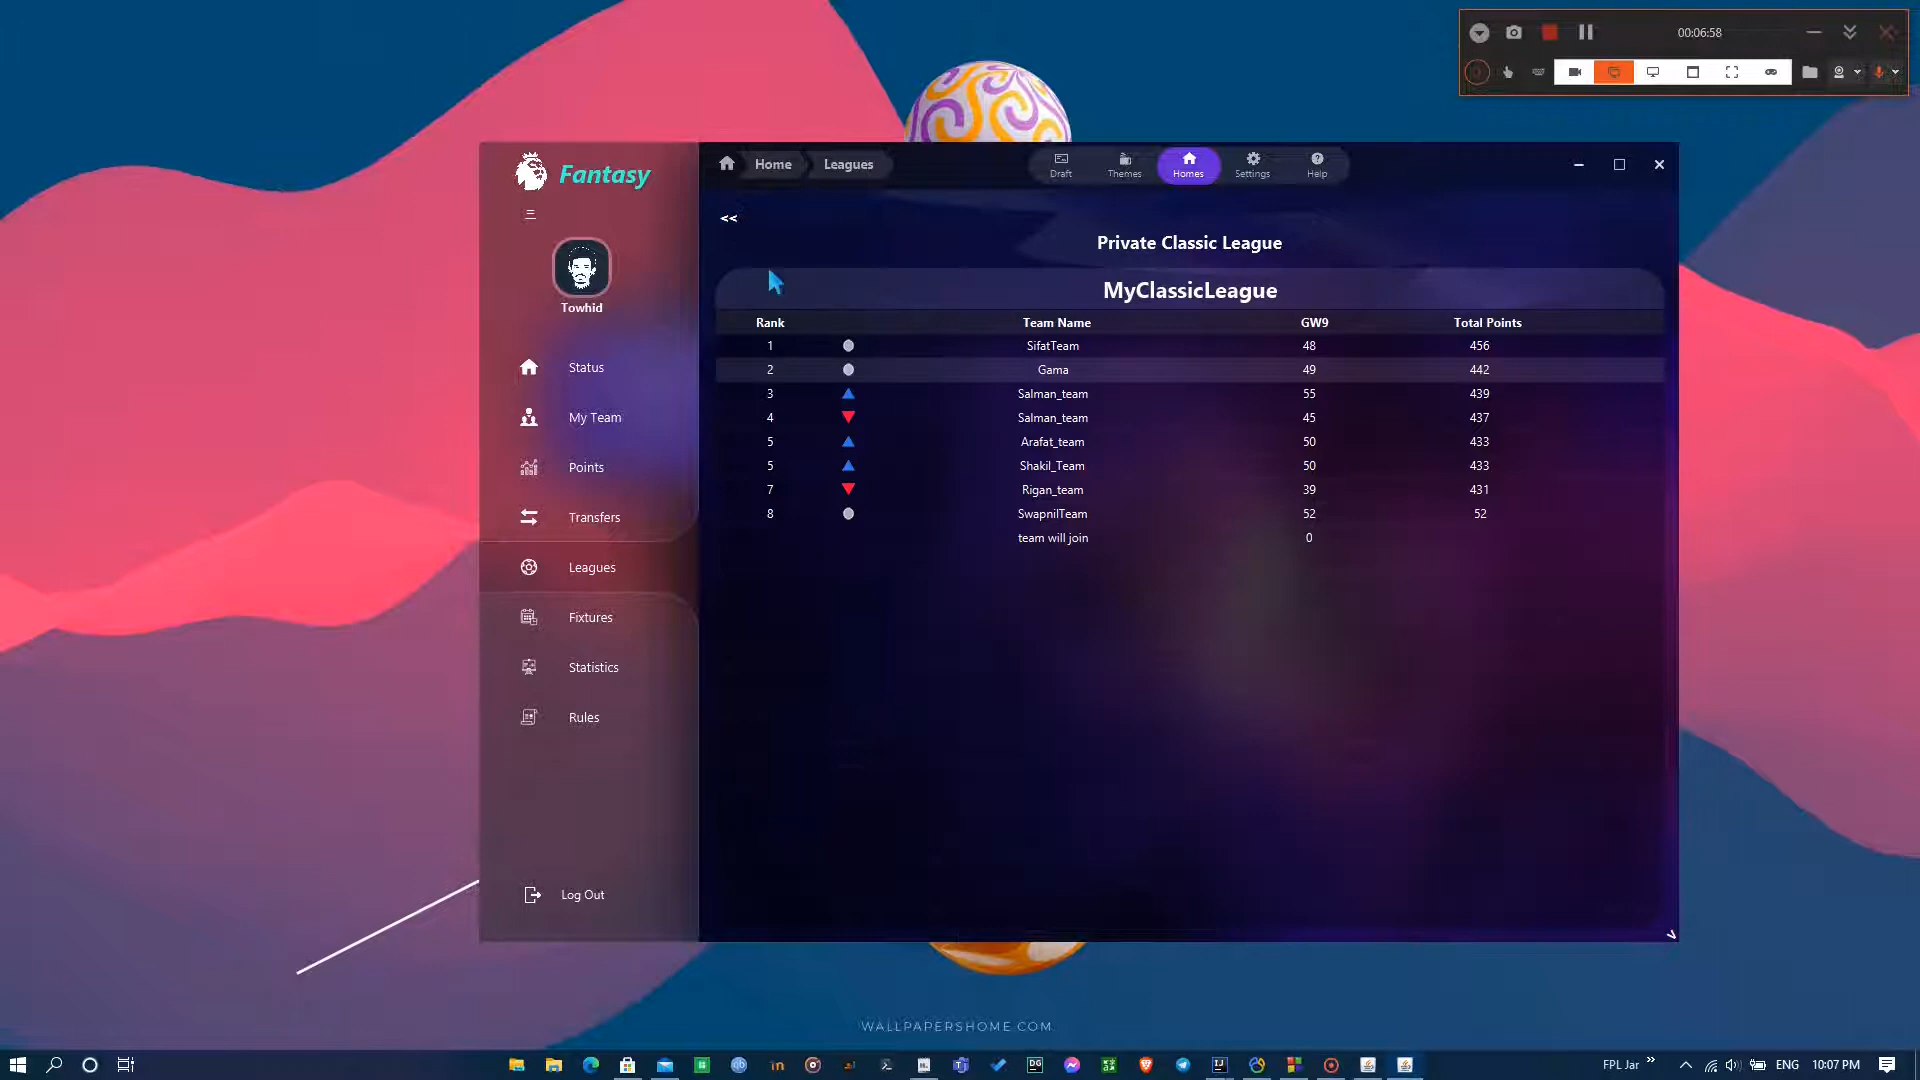 00:06:58
Fantasy
Home
Leagues
Draft
Themes
Homes
Settings
Help
<<
Towhid
Private Classic League
MyClassicLeague
Rank Team Name GW9 Total Points
1 SifatTeam 48 456
2 Gama 49 442
3 Salman_team 55 439
4 Salman_team 45 437
5 Arafat_team 50 433
5 Shakil_Team 50 433
7 Rigan_team 39 431
8 SwapnilTeam 52 52
team will join 0
Status
My Team
Points
Transfers
Leagues
Fixtures
Statistics
Rules
Log Out
WALLPAPERSHOME.COM
FPL Jar
ENG
10:07 PM